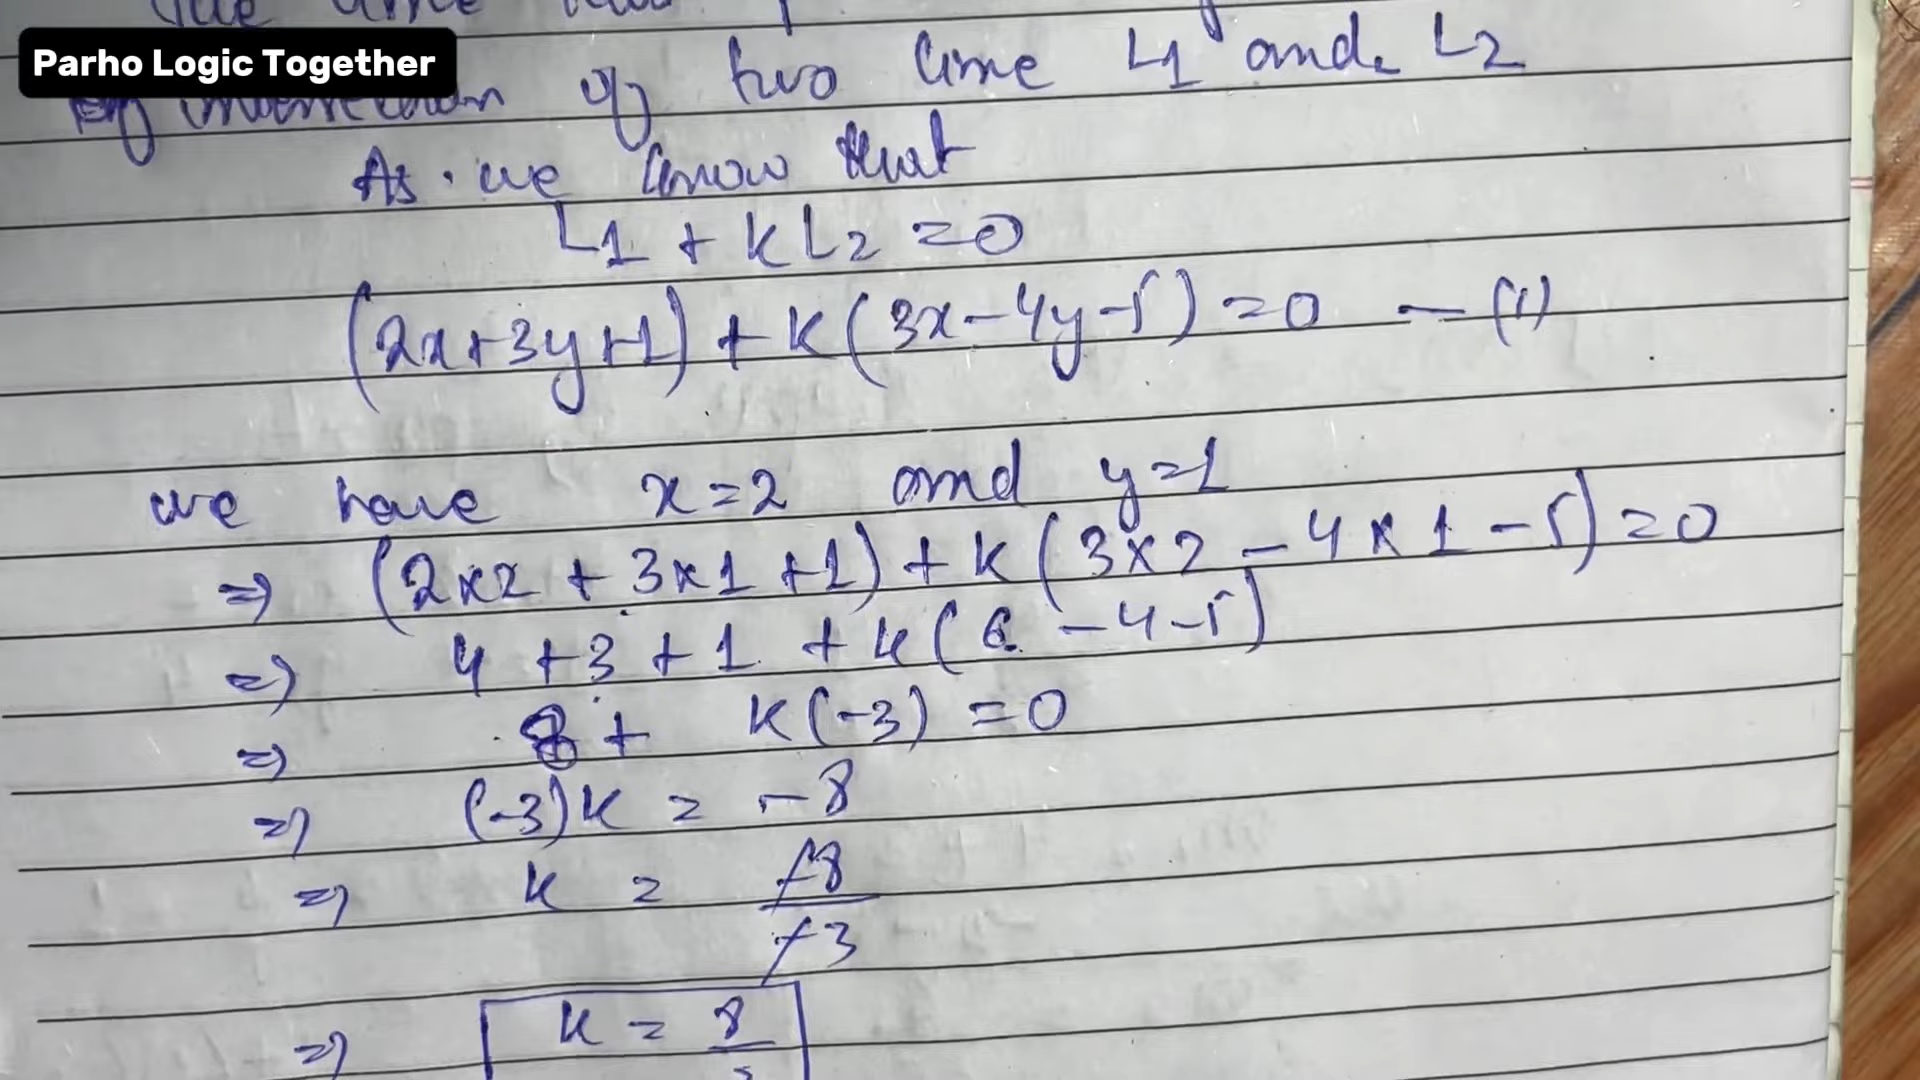 The line
Parho Logic Together
of two line L1 and L2
As we know that
L1 + KL2 = 0
(2x+3y+1) + K(3x-4y-5) = 0 — (1)
we have x=2 and y=1
⇒ (2×2 + 3×1 +1) + K(3×2 - 4×1 - 5) = 0
⇒ 4 + 3 + 1 + K(6 - 4 - 5)
⇒ 8 + K(-3) = 0
⇒ (-3)K = -8
⇒ K = -8/-3
⇒ K = 8